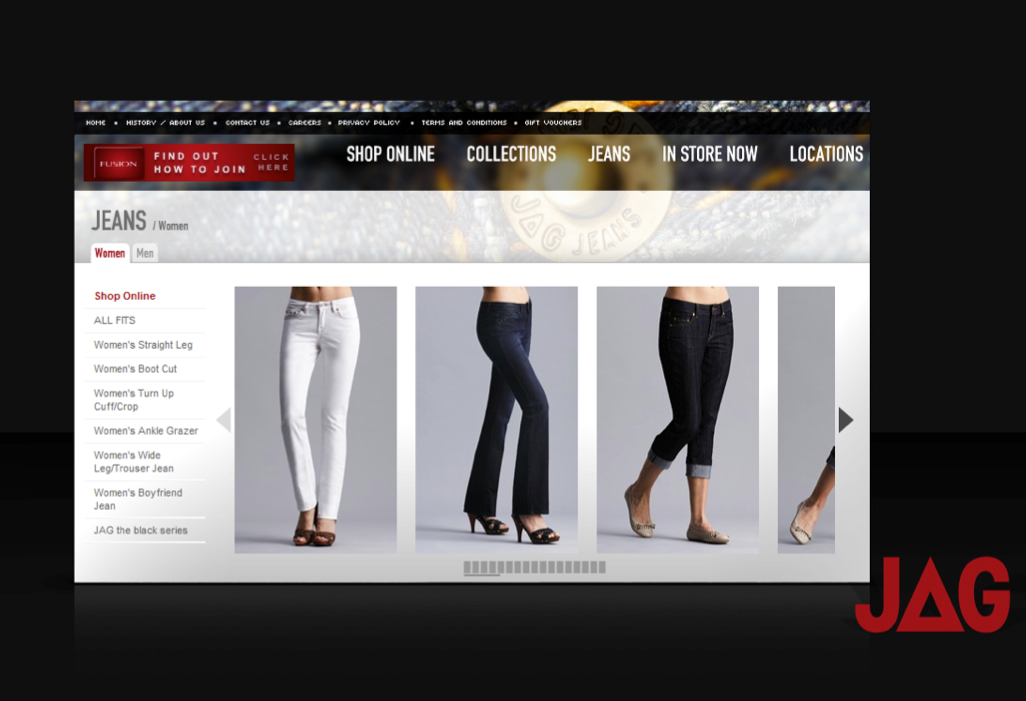 HOME ▪ HISTORY / ABOUT US ▪ CONTACT US ▪ CAREERS ▪ PRIVACY POLICY ▪ TERMS AND CONDITIONS ▪ GIFT VOUCHERS
FUSION
FIND OUT
HOW TO JOIN
CLICK
HERE
SHOP ONLINE
COLLECTIONS
JEANS
IN STORE NOW
LOCATIONS
JEANS / Women
JAG JEANS
Women
Men
Shop Online
ALL FITS
Women's Straight Leg
Women's Boot Cut
Women's Turn Up
Cuff/Crop
Women's Ankle Grazer
Women's Wide
Leg/Trouser Jean
Women's Boyfriend
Jean
JAG the black series
JAG